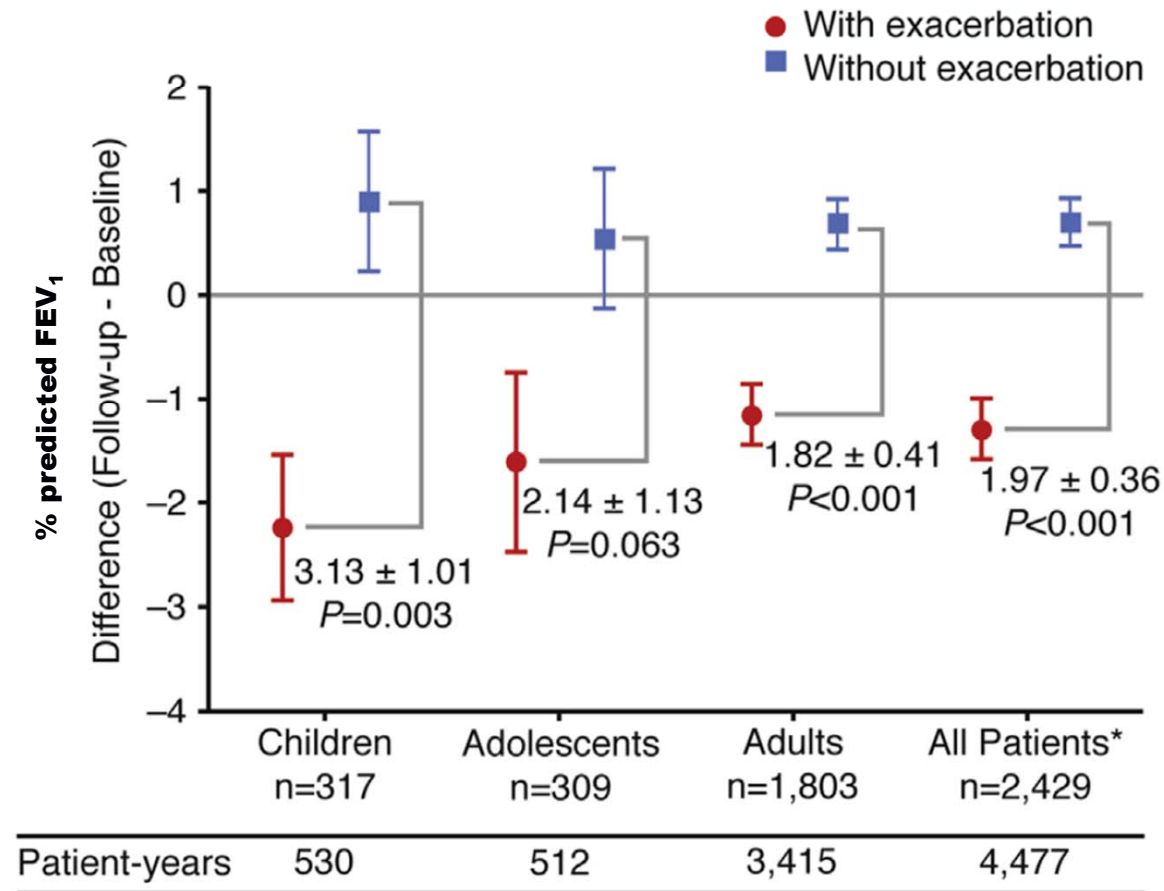 With exacerbation
Without exacerbation
% predicted FEV₁
Difference (Follow-up - Baseline)
2
1
0
–1
–2
–3
–4
3.13 ± 1.01
P=0.003
2.14 ± 1.13
P=0.063
1.82 ± 0.41
P<0.001
1.97 ± 0.36
P<0.001
Children
n=317
Adolescents
n=309
Adults
n=1,803
All Patients*
n=2,429
Patient-years 530 512 3,415 4,477